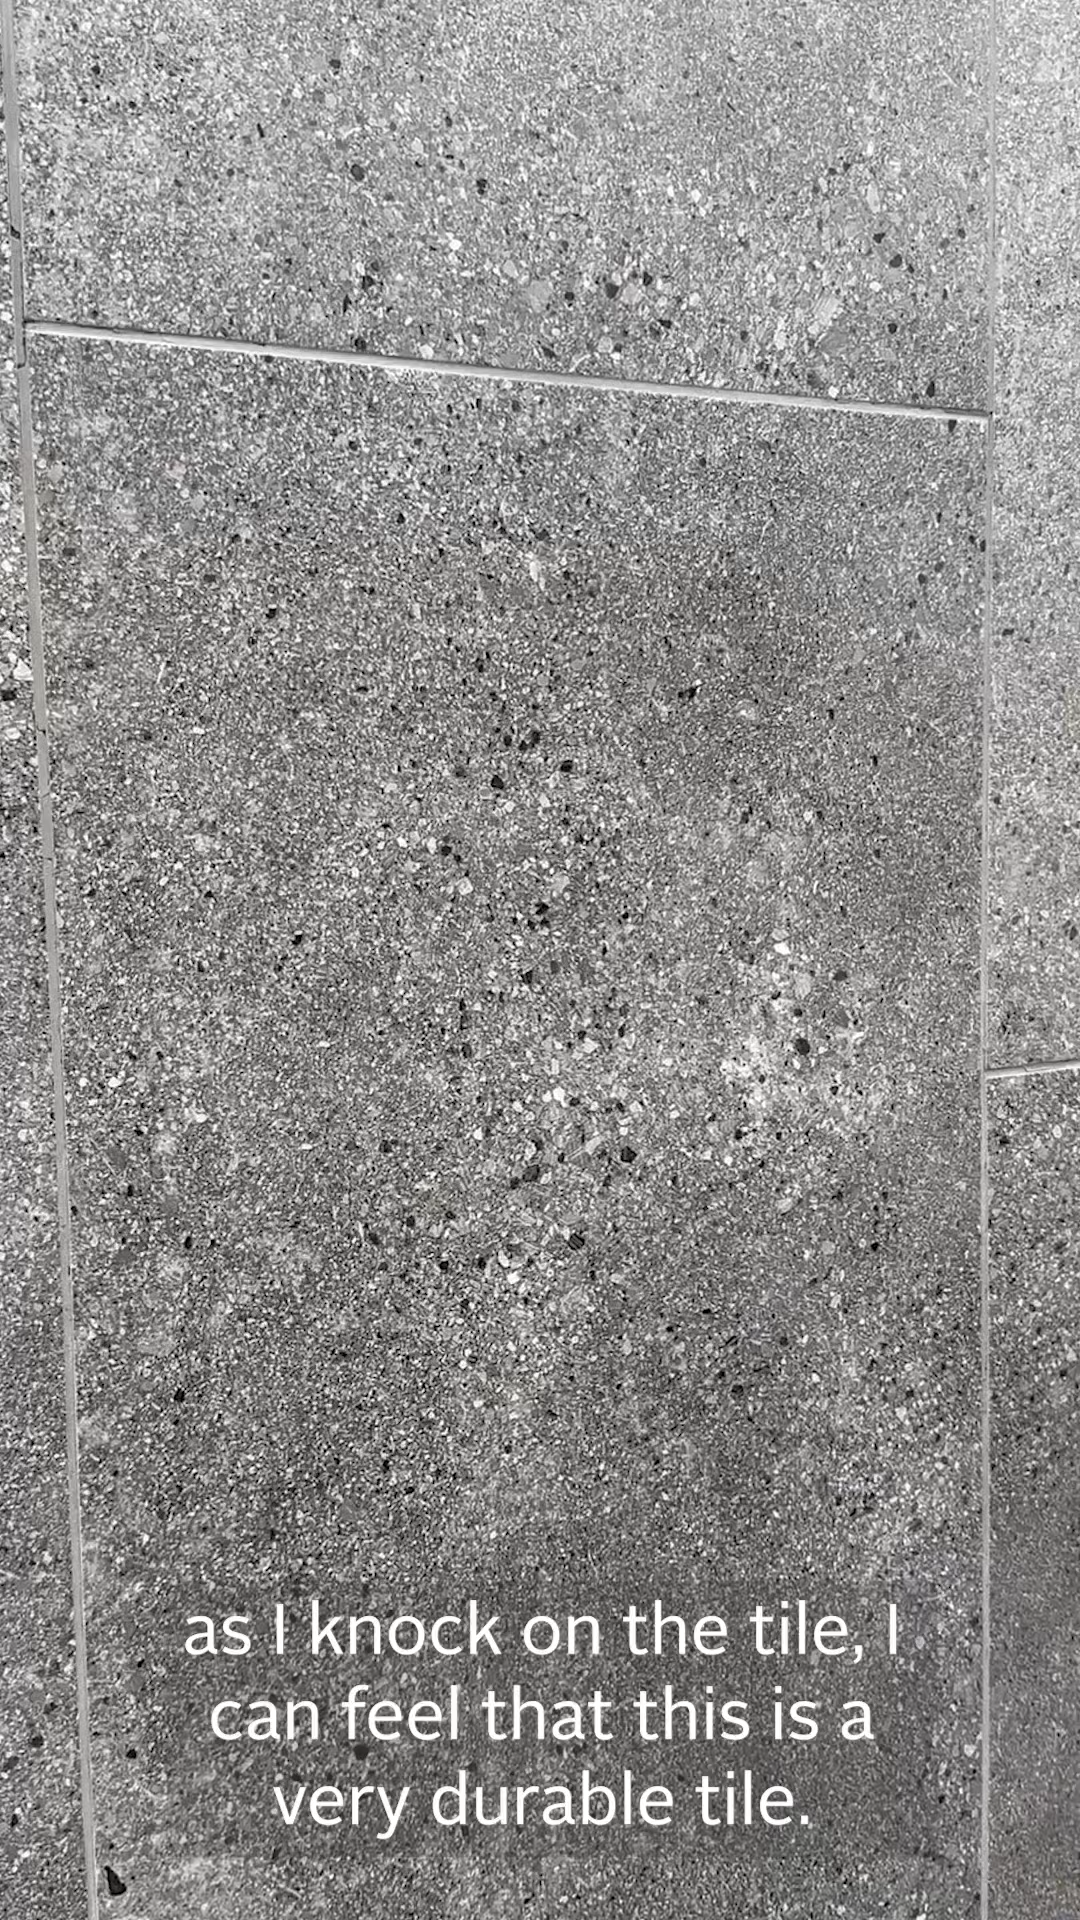 as I knock on the tile, I
can feel that this is a
very durable tile.